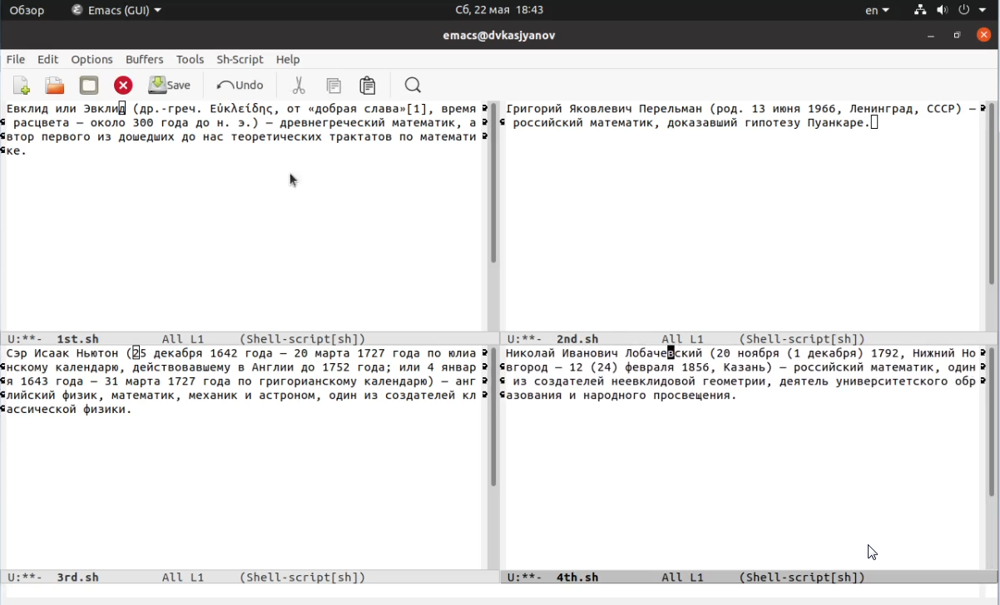 Обзор Emacs (GUI) Сб, 22 мая 18:43 en
emacs@dvkasjyanov
File Edit Options Buffers Tools Sh-Script Help
Save Undo
Евклид или Эвклид (др.-греч. Εὐκλείδης, от «добрая слава»[1], время
расцвета — около 300 года до н. э.) — древнегреческий математик, а
втор первого из дошедших до нас теоретических трактатов по математи
ке.
U:**- 1st.sh All L1 (Shell-script[sh])
Григорий Яковлевич Перельман (род. 13 июня 1966, Ленинград, СССР) —
российский математик, доказавший гипотезу Пуанкаре.
U:**- 2nd.sh All L1 (Shell-script[sh])
Сэр Исаак Ньютон (25 декабря 1642 года — 20 марта 1727 года по юлиа
нскому календарю, действовавшему в Англии до 1752 года; или 4 январ
я 1643 года — 31 марта 1727 года по григорианскому календарю) — анг
лийский физик, математик, механик и астроном, один из создателей кл
ассической физики.
U:**- 3rd.sh All L1 (Shell-script[sh])
Николай Иванович Лобачевский (20 ноября (1 декабря) 1792, Нижний Но
вгород — 12 (24) февраля 1856, Казань) — российский математик, один
из создателей неевклидовой геометрии, деятель университетского обр
азования и народного просвещения.
U:**- 4th.sh All L1 (Shell-script[sh])